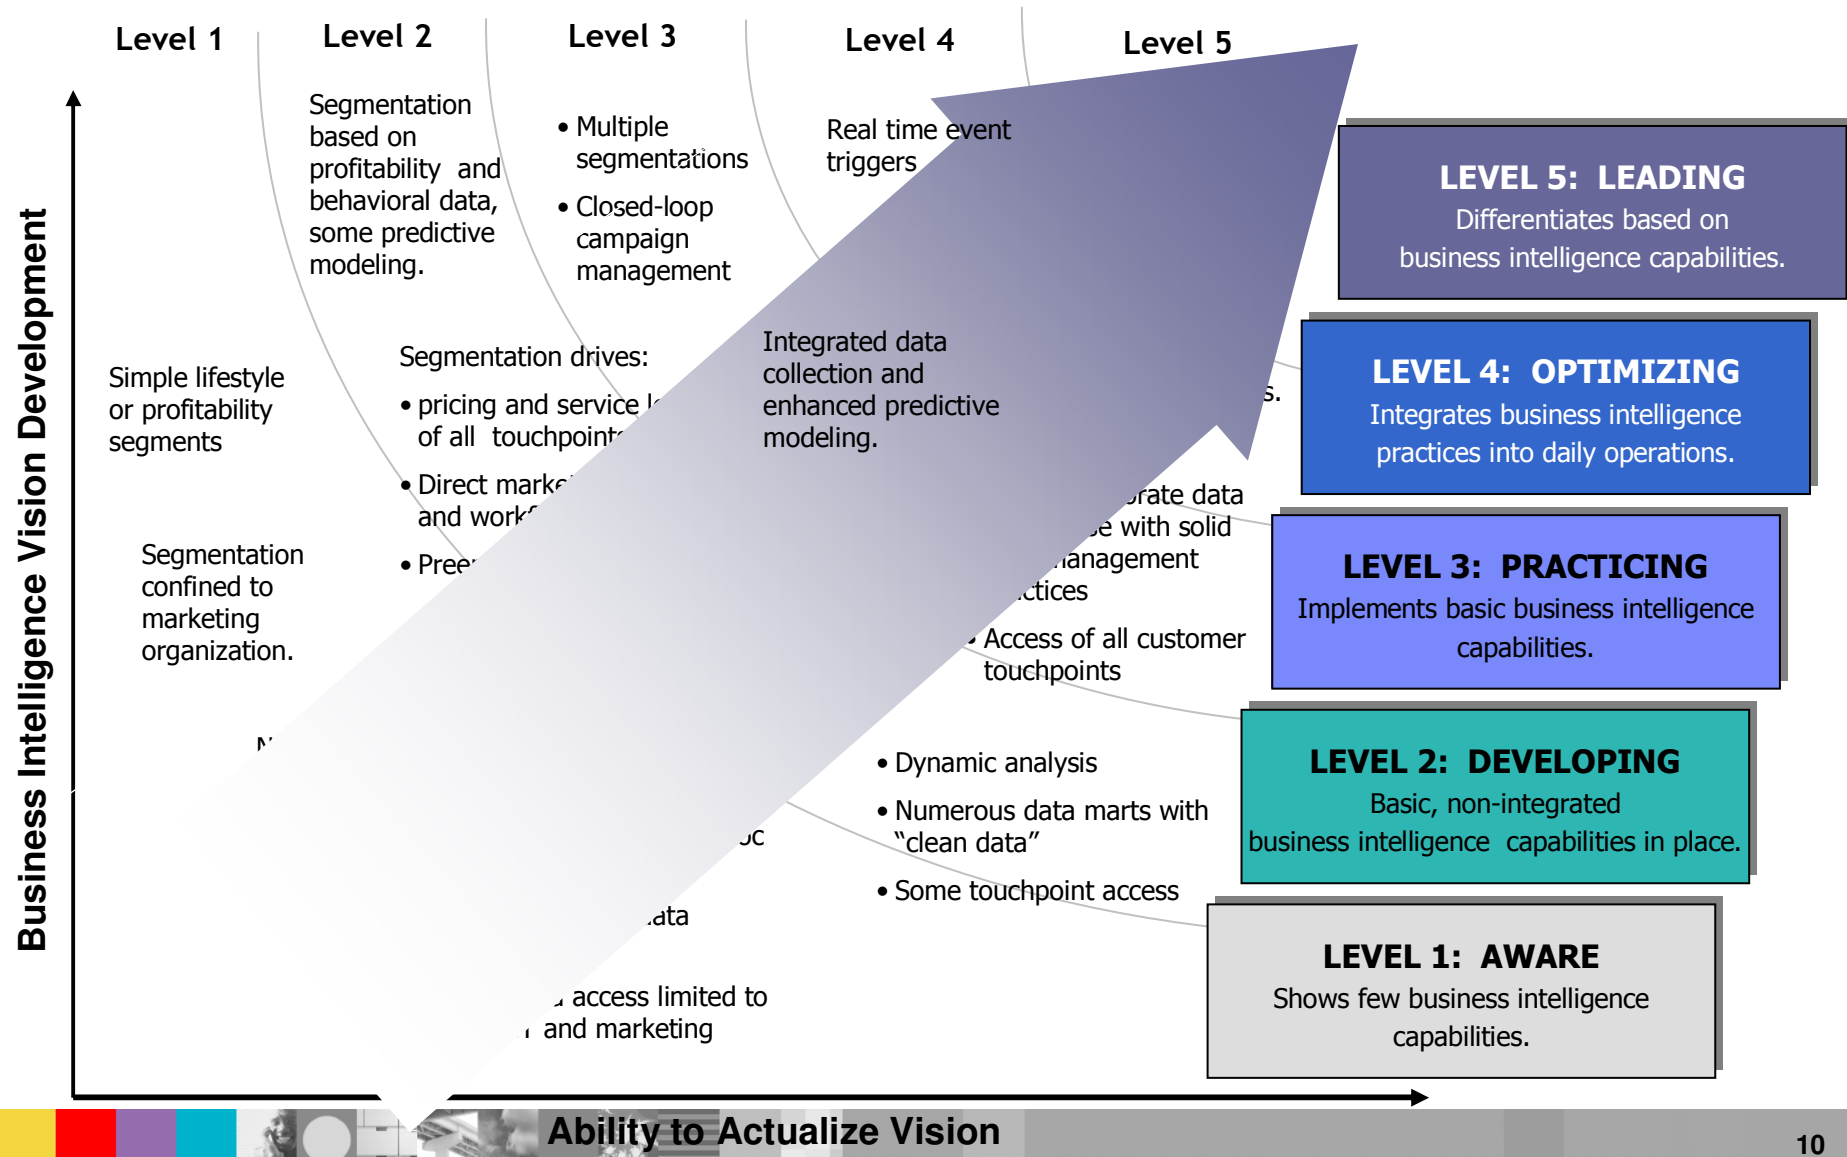 Level 1
Level 2
Level 3
Level 4
Level 5
Business Intelligence Vision Development
Segmentation
based on
profitability and
behavioral data,
some predictive
modeling.
• Multiple
segmentations
• Closed-loop
campaign
management
Real time event
triggers
Simple lifestyle
or profitability
segments
Segmentation drives:
• pricing and service
of all touchpoints
• Direct
and
•
Integrated data
collection and
enhanced predictive
modeling.
Segmentation
confined to
marketing
organization.
data
with solid
• Access of all customer
touchpoints
• Dynamic analysis
• Numerous data marts with
“clean data”
• Some touchpoint access
access limited to
and marketing
LEVEL 5: LEADING
Differentiates based on
business intelligence capabilities.
LEVEL 4: OPTIMIZING
Integrates business intelligence
practices into daily operations.
LEVEL 3: PRACTICING
Implements basic business intelligence
capabilities.
LEVEL 2: DEVELOPING
Basic, non-integrated
business intelligence capabilities in place.
LEVEL 1: AWARE
Shows few business intelligence
capabilities.
Ability to Actualize Vision
10